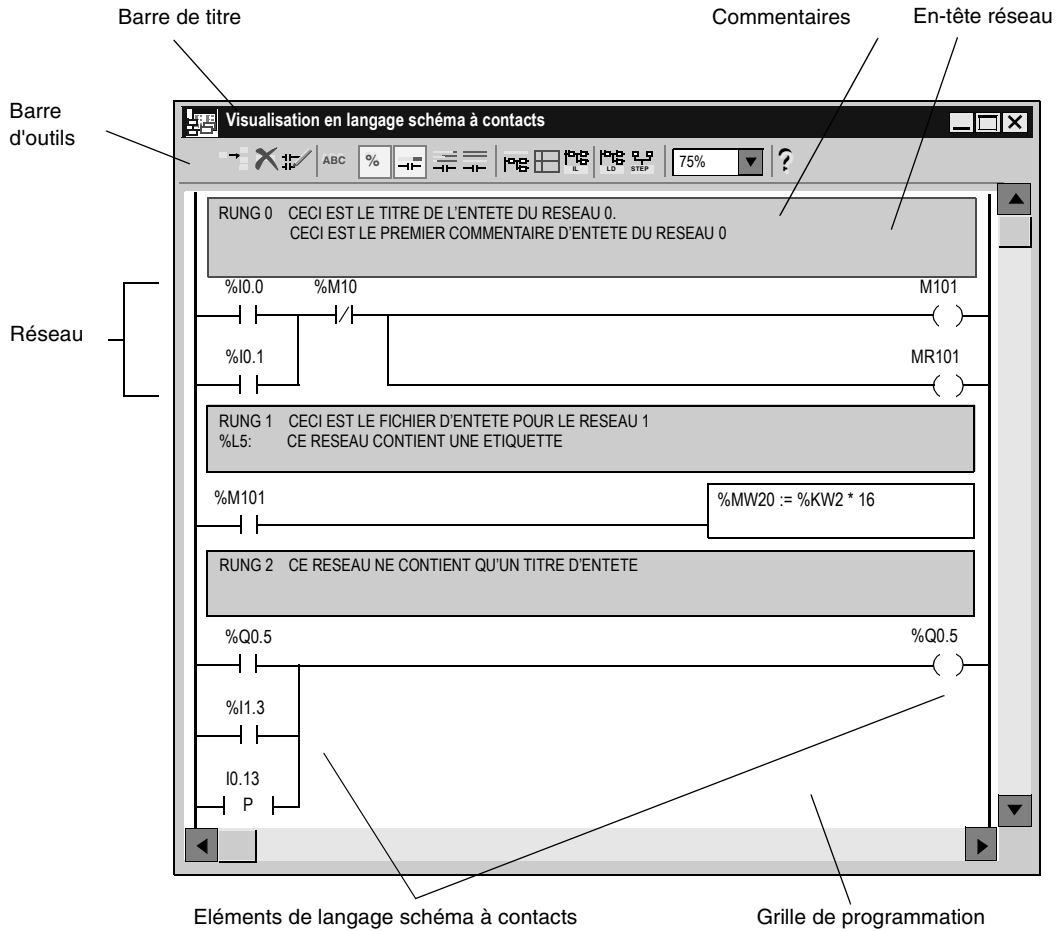 Barre de titre
Commentaires
En-tête réseau
Barre
d'outils
Visualisation en langage schéma à contacts
ABC
%
IL
LD
STEP
75%
?
RUNG 0 CECI EST LE TITRE DE L'ENTETE DU RESEAU 0.
CECI EST LE PREMIER COMMENTAIRE D'ENTETE DU RESEAU 0
%I0.0 %M10 M101
Réseau
%I0.1 MR101
RUNG 1 CECI EST LE FICHIER D'ENTETE POUR LE RESEAU 1
%L5: CE RESEAU CONTIENT UNE ETIQUETTE
%M101
%MW20 := %KW2 * 16
RUNG 2 CE RESEAU NE CONTIENT QU'UN TITRE D'ENTETE
%Q0.5 %Q0.5
%I1.3
I0.13
P
Eléments de langage schéma à contacts
Grille de programmation